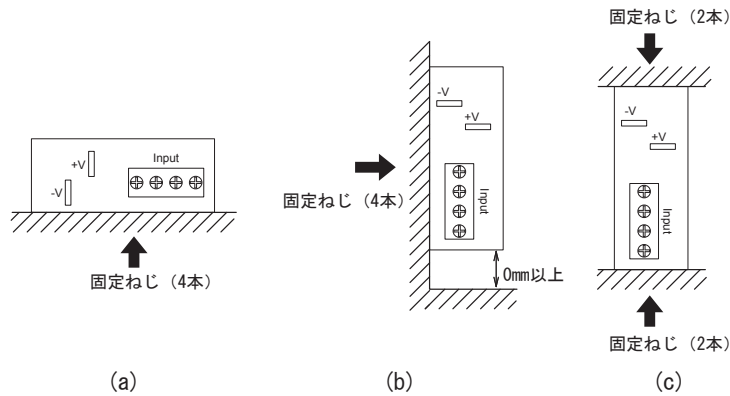 +V
-V
Input
固定ねじ（4本）
(a)
-V
+V
Input
固定ねじ（4本）
0mm以上
(b)
固定ねじ（2本）
-V
+V
Input
固定ねじ（2本）
(c)